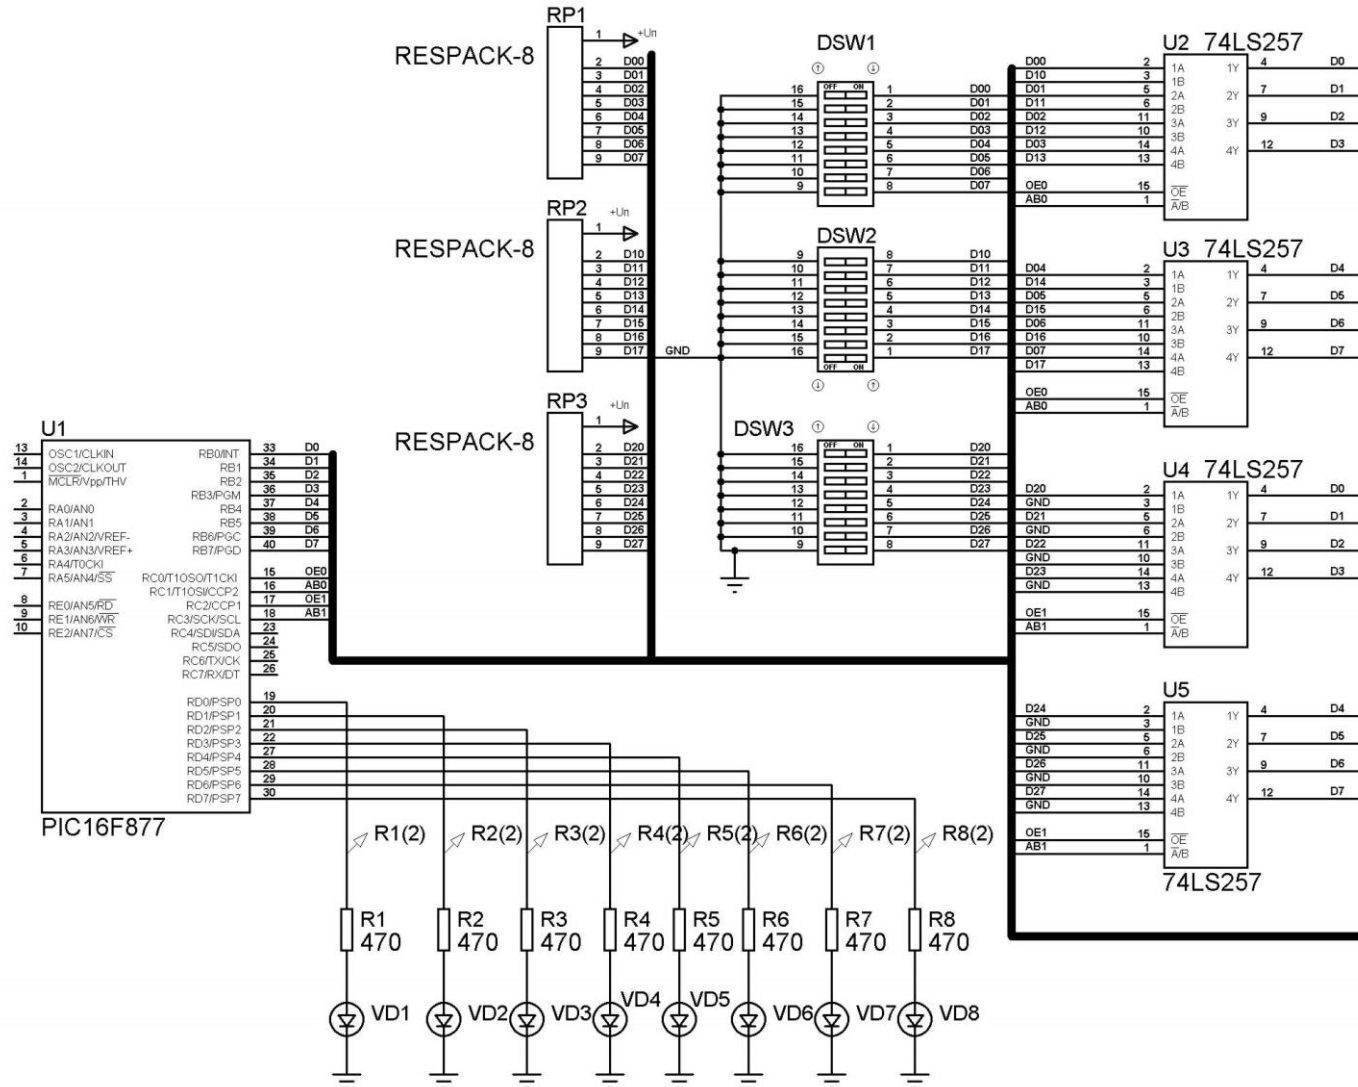 RP1
RESPACK-8
1 +Un
2 D00
3 D01
4 D02
5 D03
6 D04
7 D05
8 D06
9 D07
RP2
RESPACK-8
1 +Un
2 D10
3 D11
4 D12
5 D13
6 D14
7 D15
8 D16
9 D17
GND
RP3
RESPACK-8
1 +Un
2 D20
3 D21
4 D22
5 D23
6 D24
7 D25
8 D26
9 D27
DSW1
OFF ON
16 1 D00
15 2 D01
14 3 D02
13 4 D03
12 5 D04
11 6 D05
10 7 D06
9 8 D07
DSW2
9 8 D10
10 7 D11
11 6 D12
12 5 D13
13 4 D14
14 3 D15
15 2 D16
16 1 D17
OFF ON
DSW3
OFF ON
16 1 D20
15 2 D21
14 3 D22
13 4 D23
12 5 D24
11 6 D25
10 7 D26
9 8 D27
U2 74LS257
D00 2 1A 1Y 4 D0
D10 3 1B
D01 5 2A 2Y 7 D1
D11 6 2B
D02 11 3A 3Y 9 D2
D12 10 3B
D03 14 4A 4Y 12 D3
D13 13 4B
OE0 15 OE
AB0 1 A/B
U3 74LS257
D04 2 1A 1Y 4 D4
D14 3 1B
D05 5 2A 2Y 7 D5
D15 6 2B
D06 11 3A 3Y 9 D6
D16 10 3B
D07 14 4A 4Y 12 D7
D17 13 4B
OE0 15 OE
AB0 1 A/B
U4 74LS257
D20 2 1A 1Y 4 D0
GND 3 1B
D21 5 2A 2Y 7 D1
GND 6 2B
D22 11 3A 3Y 9 D2
GND 10 3B
D23 14 4A 4Y 12 D3
GND 13 4B
OE1 15 OE
AB1 1 A/B
U5
D24 2 1A 1Y 4 D4
GND 3 1B
D25 5 2A 2Y 7 D5
GND 6 2B
D26 11 3A 3Y 9 D6
GND 10 3B
D27 14 4A 4Y 12 D7
GND 13 4B
OE1 15 OE
AB1 1 A/B
74LS257
U1
13 OSC1/CLKIN RB0/INT 33 D0
14 OSC2/CLKOUT RB1 34 D1
1 MCLR/Vpp/THV RB2 35 D2
RB3/PGM 36 D3
2 RA0/AN0 RB4 37 D4
3 RA1/AN1 RB5 38 D5
4 RA2/AN2/VREF- RB6/PGC 39 D6
5 RA3/AN3/VREF+ RB7/PGD 40 D7
6 RA4/T0CKI
7 RA5/AN4/SS RC0/T1OSO/T1CKI 15 OE0
RC1/T1OSI/CCP2 16 AB0
8 RE0/AN5/RD RC2/CCP1 17 OE1
9 RE1/AN6/WR RC3/SCK/SCL 18 AB1
10 RE2/AN7/CS RC4/SDI/SDA 23
RC5/SDO 24
RC6/TX/CK 25
RC7/RX/DT 26
RD0/PSP0 19
RD1/PSP1 20
RD2/PSP2 21
RD3/PSP3 22
RD4/PSP4 27
RD5/PSP5 28
RD6/PSP6 29
RD7/PSP7 30
PIC16F877
R1(2) R2(2) R3(2) R4(2) R5(2) R6(2) R7(2) R8(2)
R1 R2 R3 R4 R5 R6 R7 R8
470 470 470 470 470 470 470 470
VD1 VD2 VD3 VD4 VD5 VD6 VD7 VD8